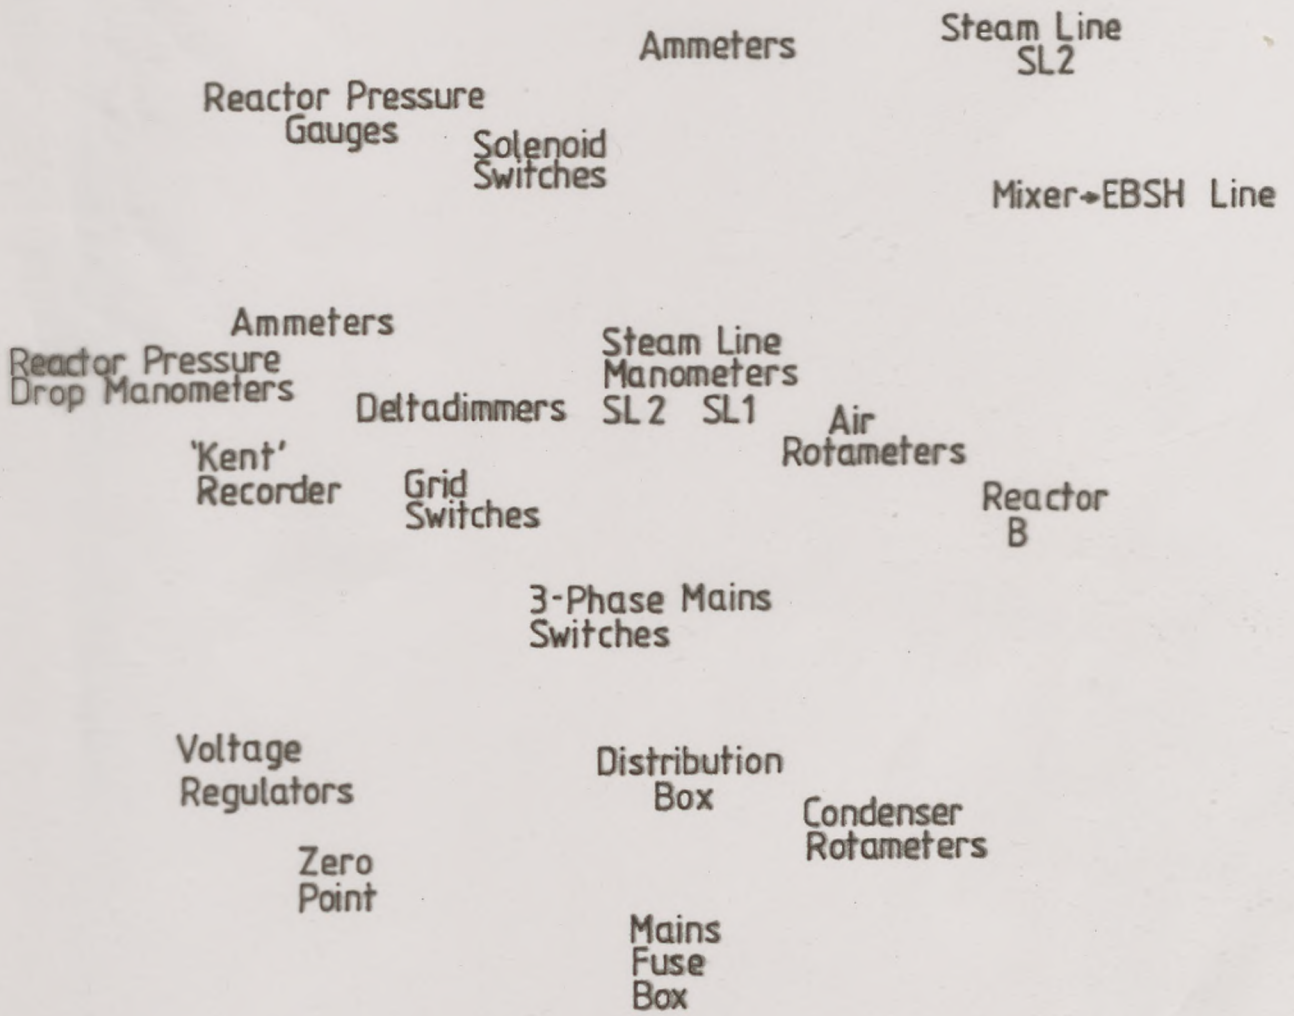 Ammeters
Steam Line
SL2
Reactor Pressure
Gauges
Solenoid
Switches
Mixer→EBSH Line
Ammeters
Reactor Pressure
Drop Manometers
Deltadimmers
Steam Line
Manometers
SL2 SL1
Air
Rotameters
'Kent'
Recorder
Grid
Switches
Reactor
B
3-Phase Mains
Switches
Voltage
Regulators
Distribution
Box
Condenser
Rotameters
Zero
Point
Mains
Fuse
Box